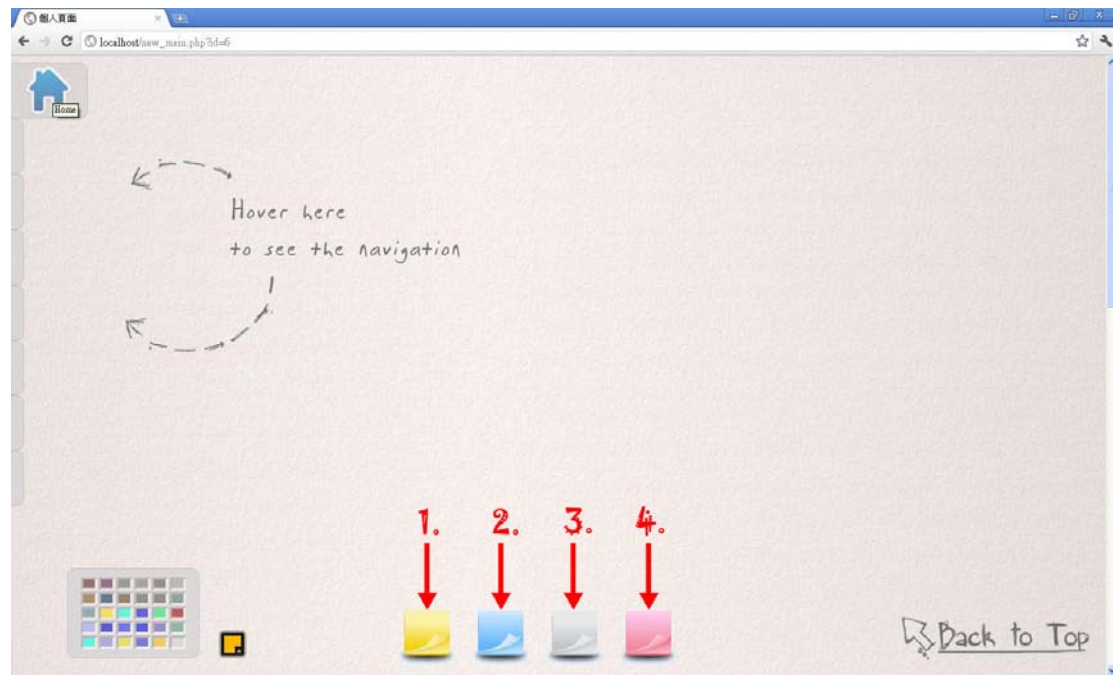 個人頁面
localhost/new_main.php?id=6
Home
Hover here
to see the navigation
1. 2. 3. 4.
Back to Top